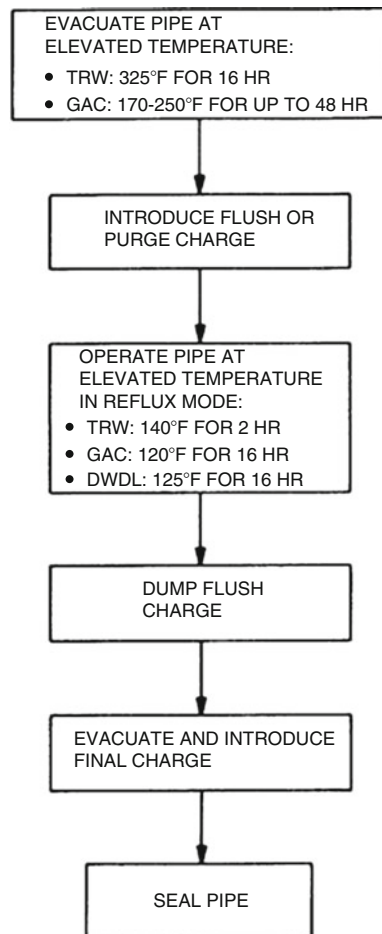 EVACUATE PIPE AT
ELEVATED TEMPERATURE:
• TRW: 325°F FOR 16 HR
• GAC: 170-250°F FOR UP TO 48 HR
INTRODUCE FLUSH OR
PURGE CHARGE
OPERATE PIPE AT
ELEVATED TEMPERATURE
IN REFLUX MODE:
• TRW: 140°F FOR 2 HR
• GAC: 120°F FOR 16 HR
• DWDL: 125°F FOR 16 HR
DUMP FLUSH
CHARGE
EVACUATE AND INTRODUCE
FINAL CHARGE
SEAL PIPE